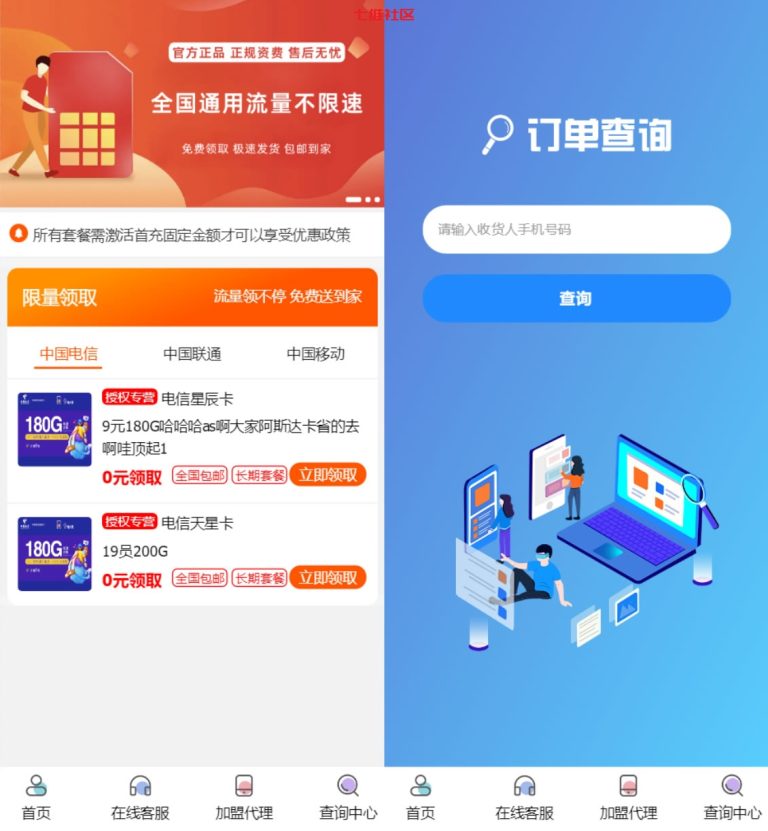 七低社区
官方正品 正规资费 售后无忧
全国通用流量不限速
免费领取 极速发货 包邮到家
所有套餐需激活首充固定金额才可以享受优惠政策
限量领取
流量领不停 免费送到家
中国电信
中国联通
中国移动
180G
授权专营 电信星辰卡
9元180G哈哈哈as啊大家阿斯达卡省的去
啊哇顶起1
0元领取 全国包邮 长期套餐 立即领取
180G
授权专营 电信天星卡
19员200G
0元领取 全国包邮 长期套餐 立即领取
首页
在线客服
加盟代理
查询中心
订单查询
请输入收货人手机号码
查询
首页
在线客服
加盟代理
查询中心